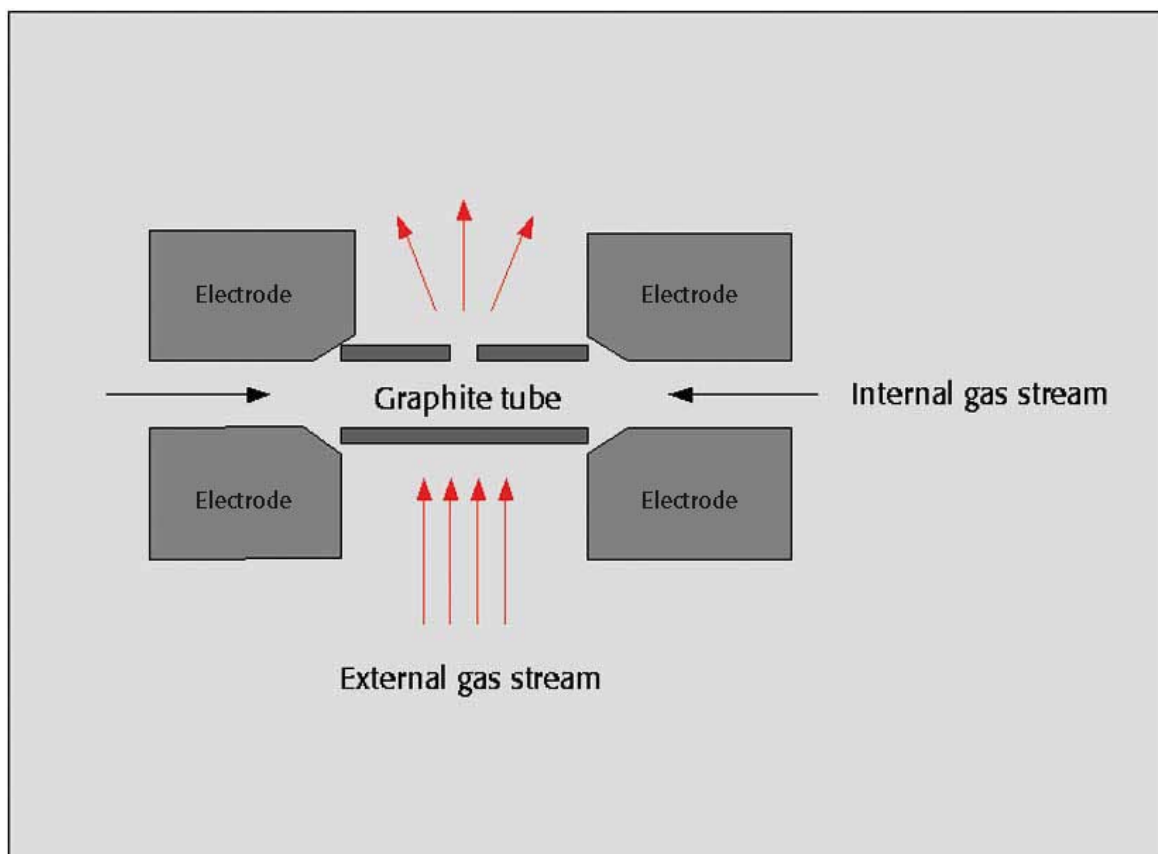 Electrode
Electrode
Graphite tube
Internal gas stream
Electrode
Electrode
External gas stream